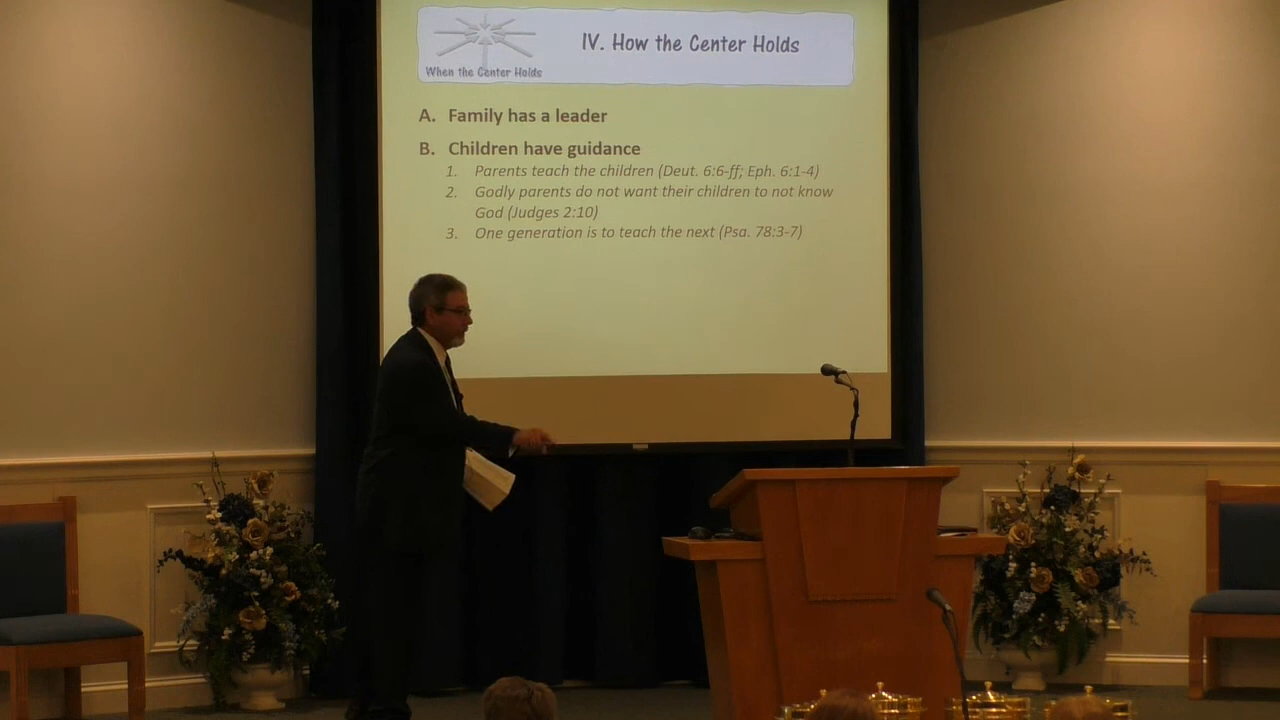 IV. How the Center Holds
When the Center Holds
A. Family has a leader
B. Children have guidance
1. Parents teach the children (Deut. 6:6-ff; Eph. 6:1-4)
2. Godly parents do not want their children to not know
God (Judges 2:10)
3. One generation is to teach the next (Psa. 78:3-7)